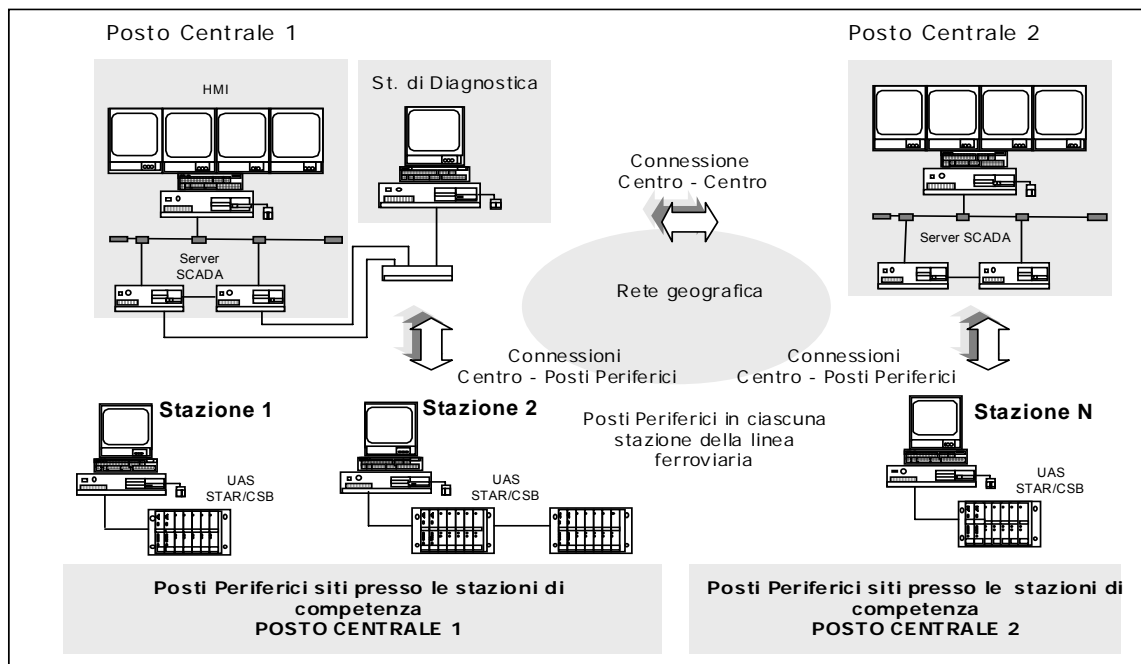 Posto Centrale 1
Posto Centrale 2
HMI
St. di Diagnostica
Connessione
Centro - Centro
Server
SCADA
Server SCADA
Rete geografica
Connessioni
Centro - Posti Periferici
Connessioni
Centro - Posti Periferici
Stazione 1
Stazione 2
Posti Periferici in ciascuna
stazione della linea
ferroviaria
Stazione N
UAS
STAR/CSB
UAS
STAR/CSB
UAS
STAR/CSB
Posti Periferici siti presso le stazioni di
competenza
POSTO CENTRALE 1
Posti Periferici siti presso le stazioni di
competenza
POSTO CENTRALE 2